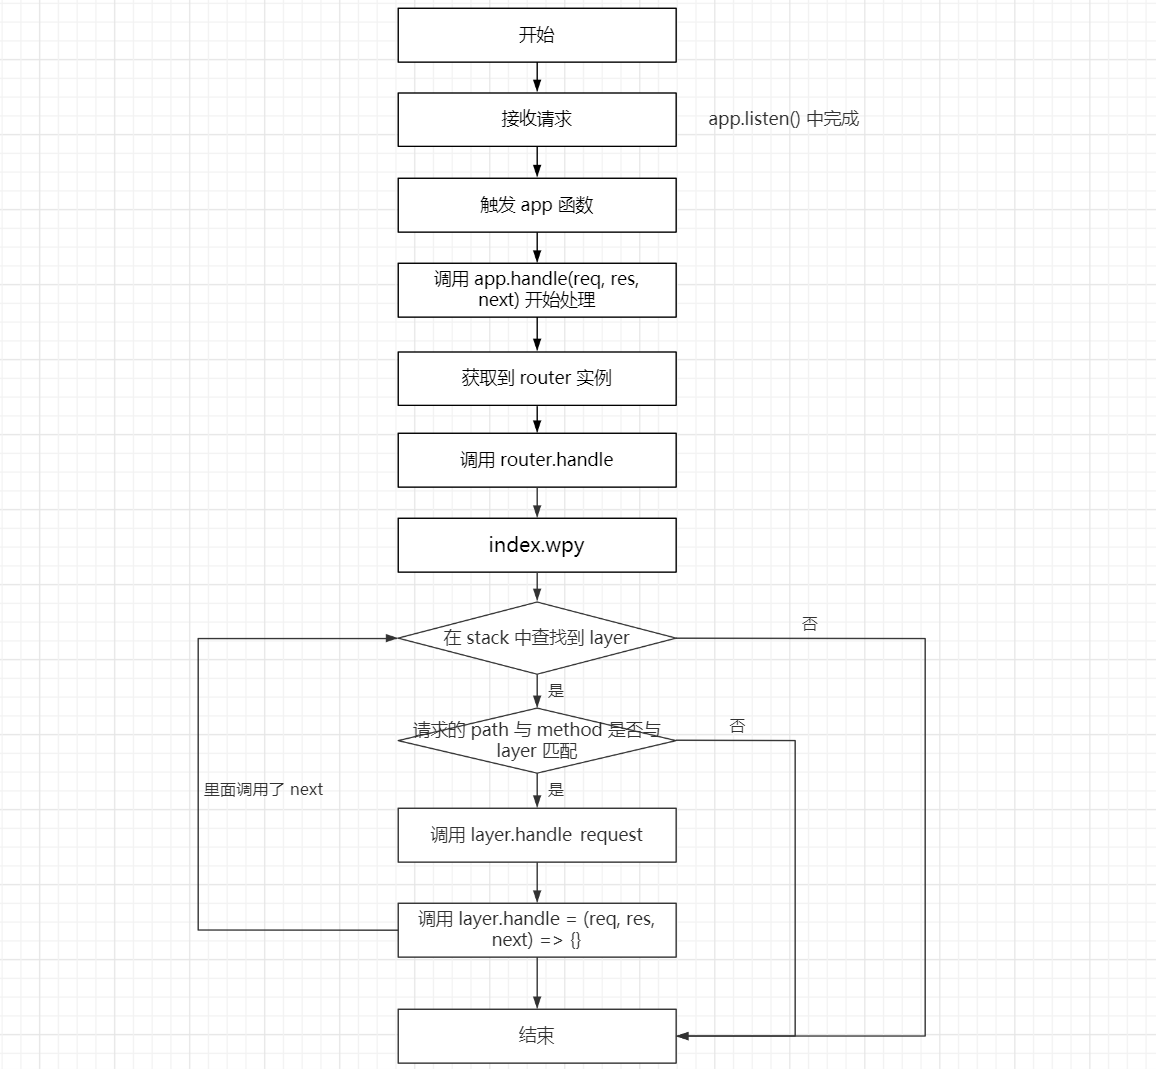 开始
接收请求
app.listen() 中完成
触发 app 函数
调用 app.handle(req, res,
next) 开始处理
获取到 router 实例
调用 router.handle
index.wpy
在 stack 中查找到 layer
否
是
请求的 path 与 method 是否与
layer 匹配
否
是
里面调用了 next
调用 layer.handle request
调用 layer.handle = (req, res,
next) => {}
结束